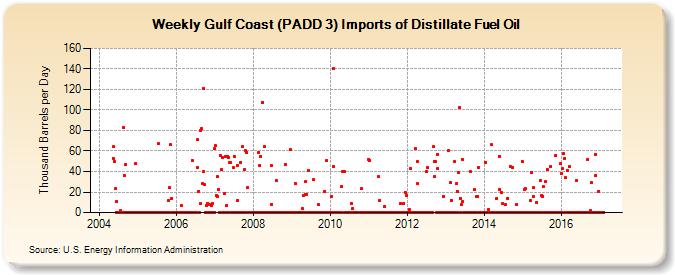 Weekly Gulf Coast (PADD 3) Imports of Distillate Fuel Oil
Thousand Barrels per Day
160
140
120
100
80
60
40
20
0
2004 2006 2008 2010 2012 2014 2016
Source: U.S. Energy Information Administration